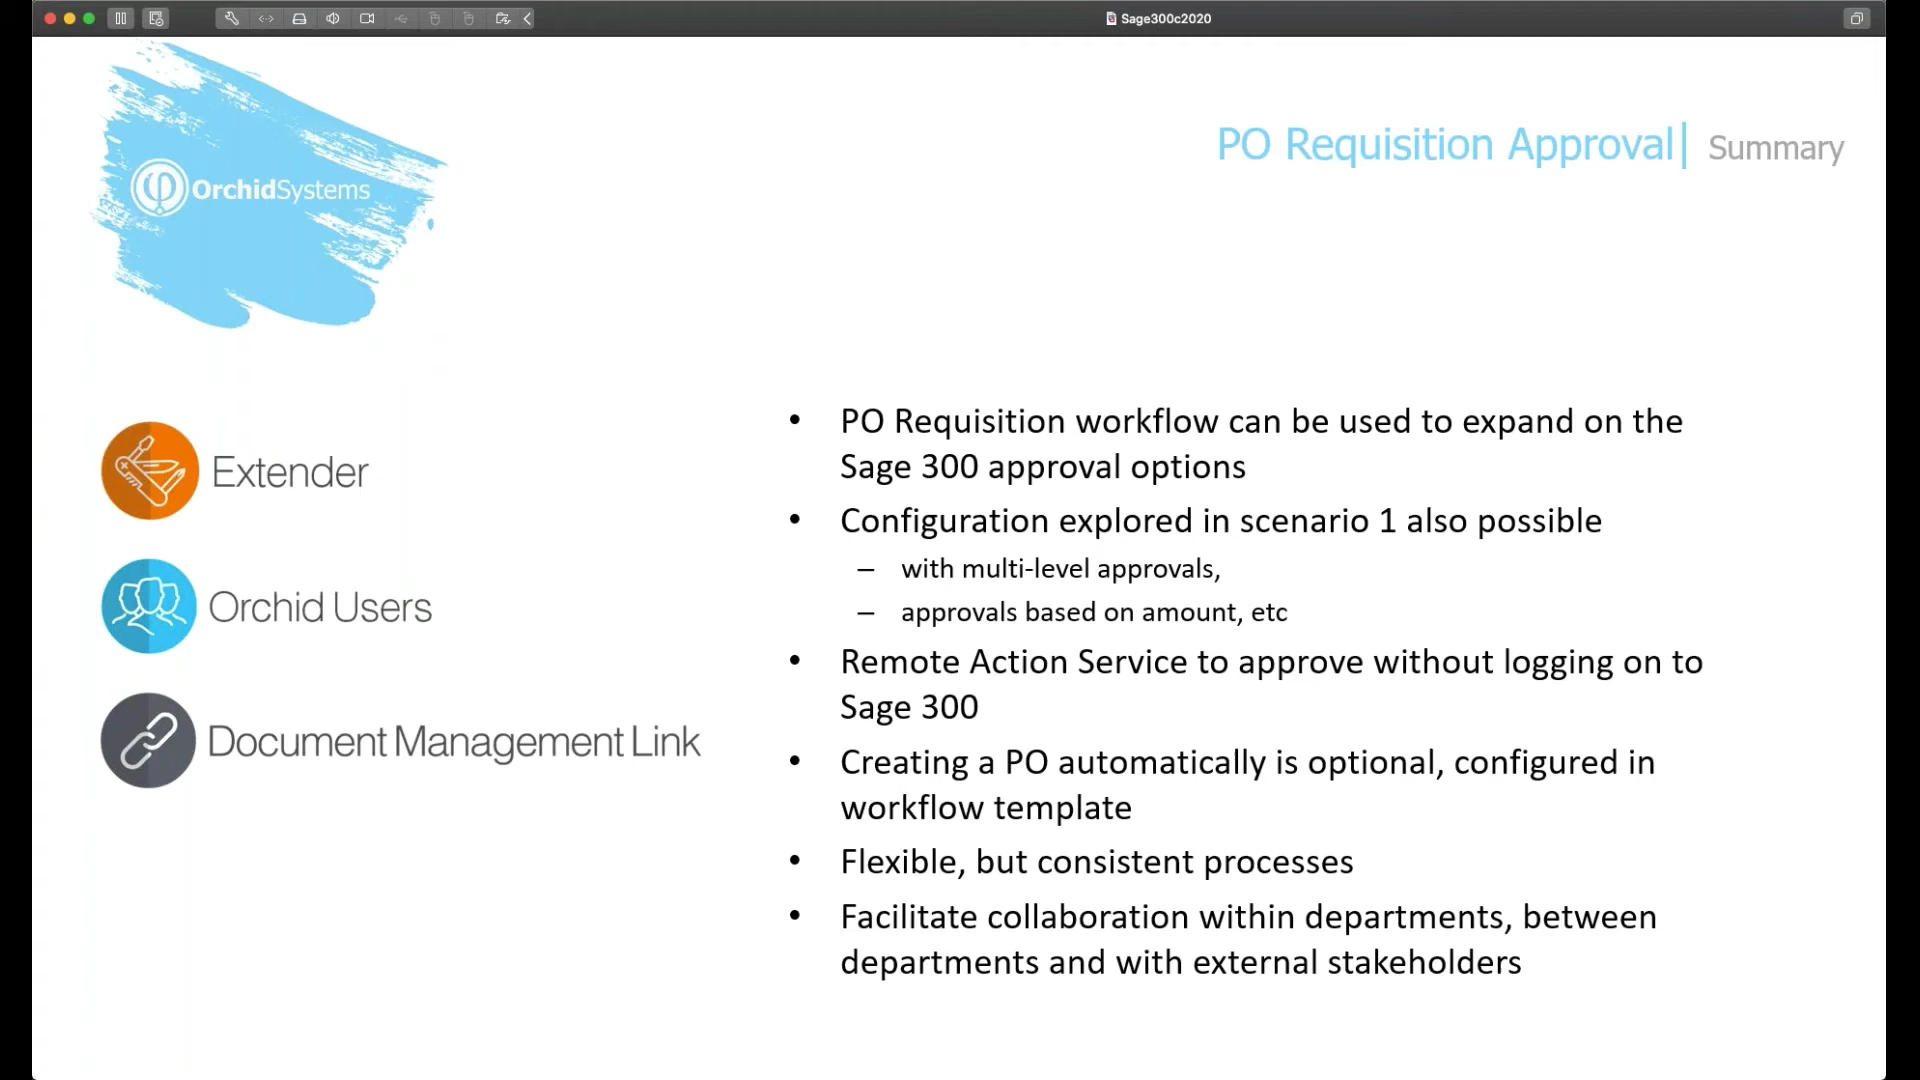 Sage300c2020
OrchidSystems
PO Requisition Approval| Summary
Extender
Orchid Users
Document Management Link
• PO Requisition workflow can be used to expand on the
Sage 300 approval options
• Configuration explored in scenario 1 also possible
– with multi-level approvals,
– approvals based on amount, etc
• Remote Action Service to approve without logging on to
Sage 300
• Creating a PO automatically is optional, configured in
workflow template
• Flexible, but consistent processes
• Facilitate collaboration within departments, between
departments and with external stakeholders